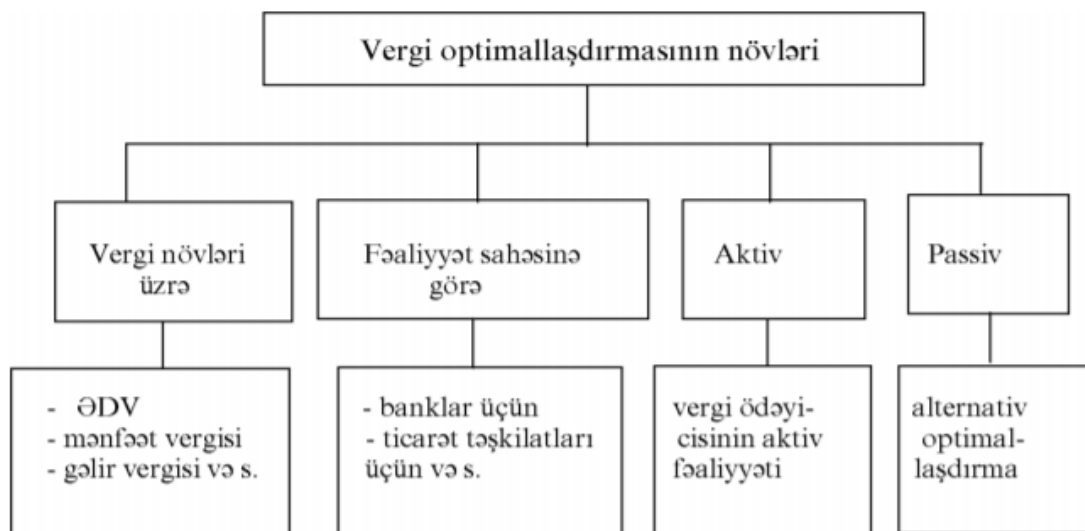 Vergi optimallaşdırmasının növləri
Vergi növləri
üzrə
Fəaliyyət sahəsinə
görə
Aktiv
Passiv
- ƏDV
- mənfəət vergisi
- gəlir vergisi və s.
- banklar üçün
- ticarət təşkilatları
üçün və s.
vergi ödəyi-
cisinin aktiv
fəaliyyəti
alternativ
optimal-
laşdırma